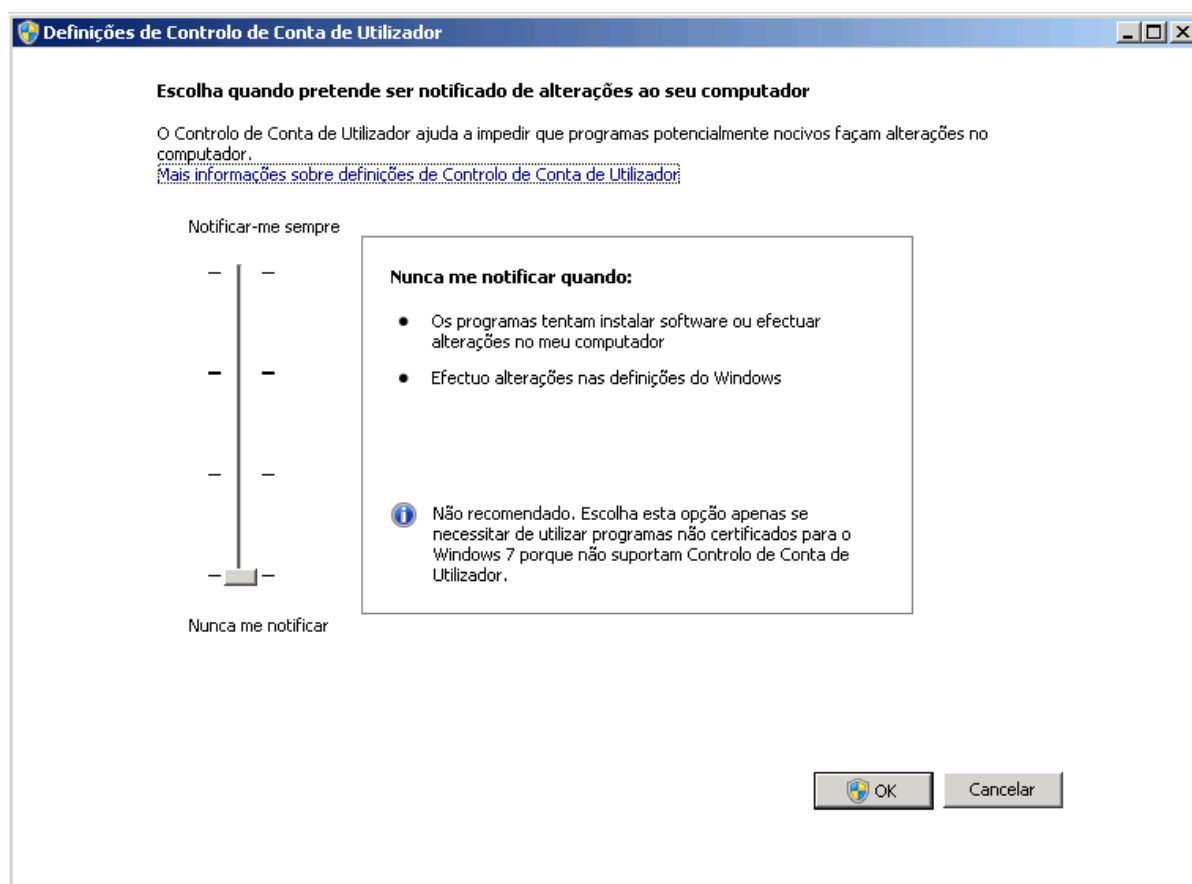 Definições de Controlo de Conta de Utilizador
Escolha quando pretende ser notificado de alterações ao seu computador
O Controlo de Conta de Utilizador ajuda a impedir que programas potencialmente nocivos façam alterações no
computador.
Mais informações sobre definições de Controlo de Conta de Utilizador
Notificar-me sempre
Nunca me notificar quando:
Os programas tentam instalar software ou efectuar
alterações no meu computador
Efectuo alterações nas definições do Windows
Não recomendado. Escolha esta opção apenas se
necessitar de utilizar programas não certificados para o
Windows 7 porque não suportam Controlo de Conta de
Utilizador.
Nunca me notificar
OK
Cancelar